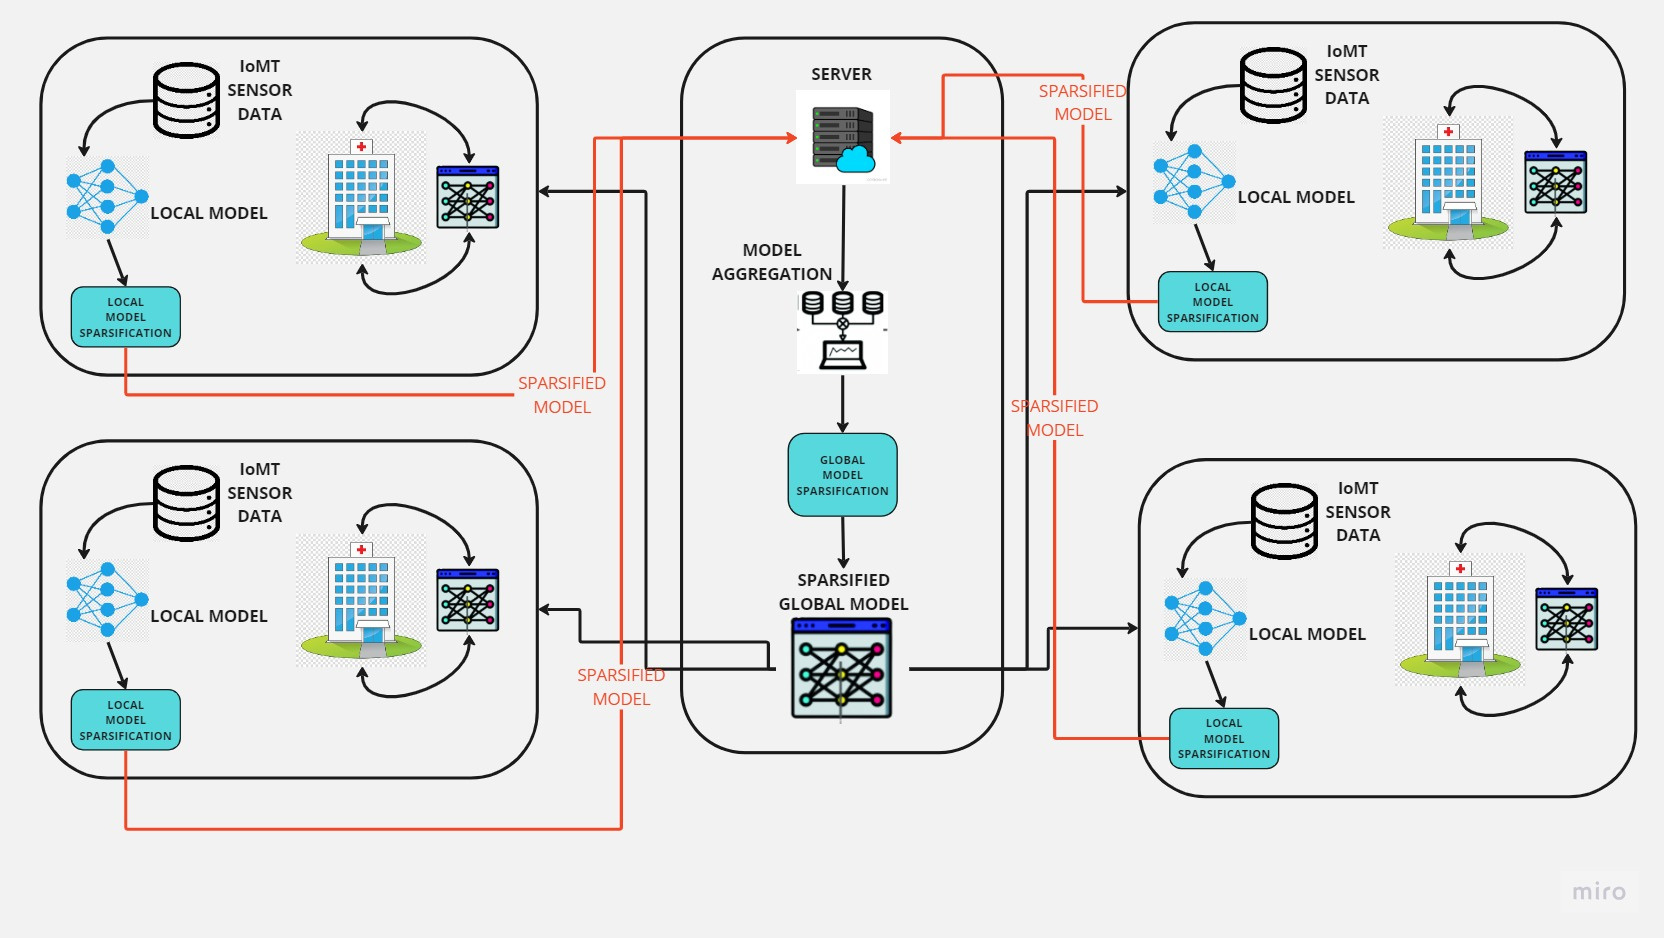 IoMT
SENSOR
DATA
LOCAL MODEL
LOCAL
MODEL
SPARSIFICATION
SPARSIFIED
MODEL
IoMT
SENSOR
DATA
LOCAL MODEL
LOCAL
MODEL
SPARSIFICATION
SPARSIFIED
MODEL
SERVER
MODEL
AGGREGATION
GLOBAL
MODEL
SPARSIFICATION
SPARSIFIED
GLOBAL MODEL
SPARSIFIED
MODEL
IoMT
SENSOR
DATA
LOCAL MODEL
LOCAL
MODEL
SPARSIFICATION
SPARSIFIED
MODEL
IoMT
SENSOR
DATA
LOCAL MODEL
LOCAL
MODEL
SPARSIFICATION
miro